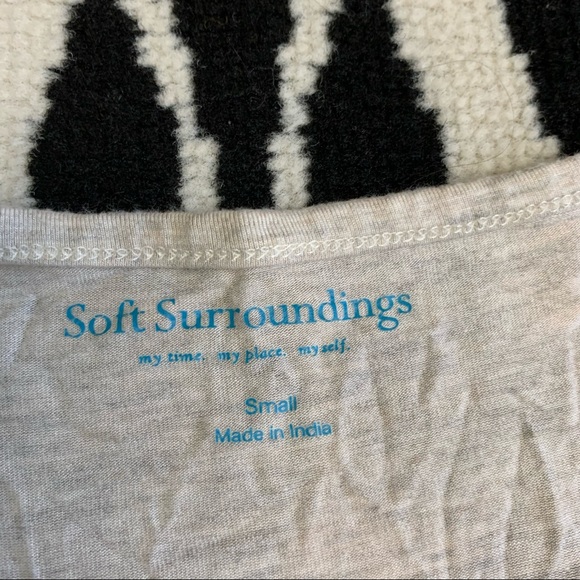 Soft Surroundings
my time. my place. myself.
Small
Made in India